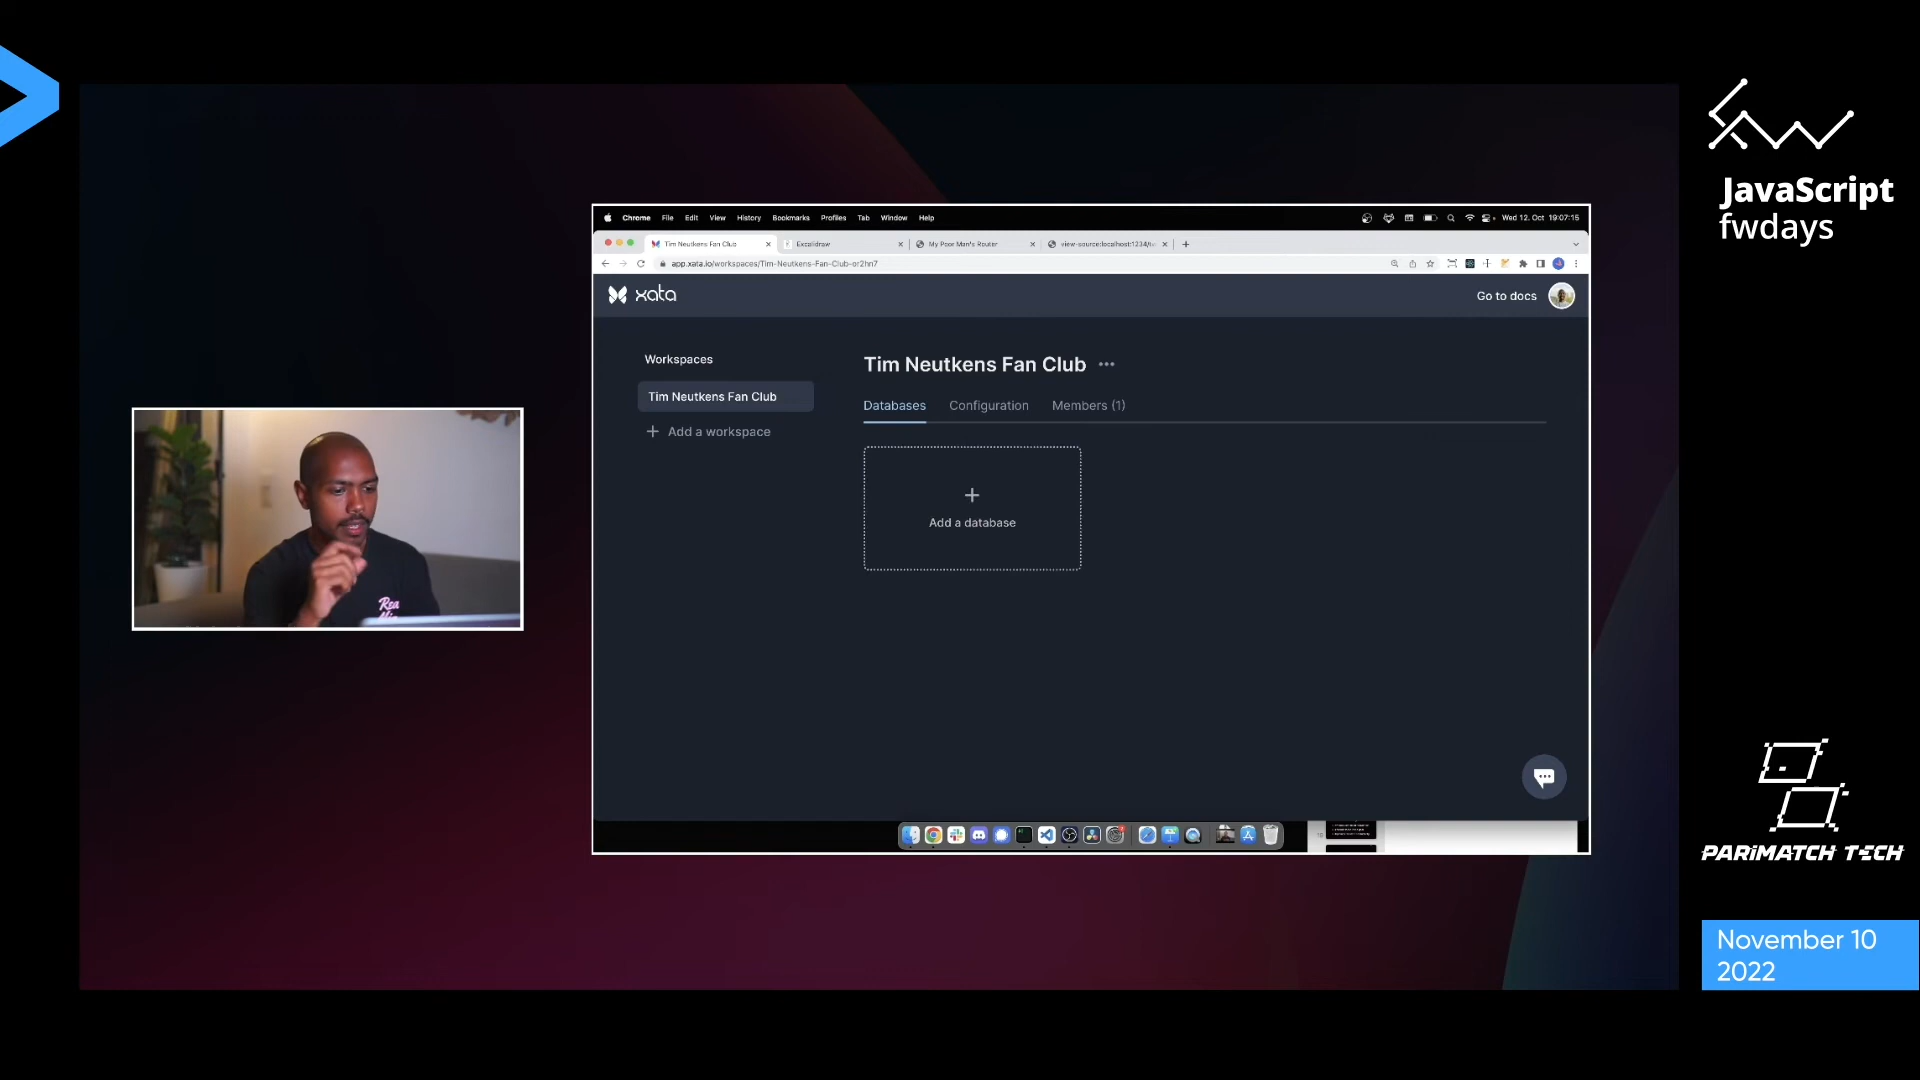 Chrome File Edit View History Bookmarks Profiles Tab Window Help
Wed 12. Oct 19:07:15
Tim Neutkens Fan Club
Excalidraw
My Poor Man's Router
app.xata.io/workspaces/Tim-Neutkens-Fan-Club-or2hn7
xata
Go to docs
Workspaces
Tim Neutkens Fan Club
Add a workspace
Tim Neutkens Fan Club
Databases Configuration Members (1)
Add a database
JavaScript
fwdays
PARIMATCH TECH
November 10
2022